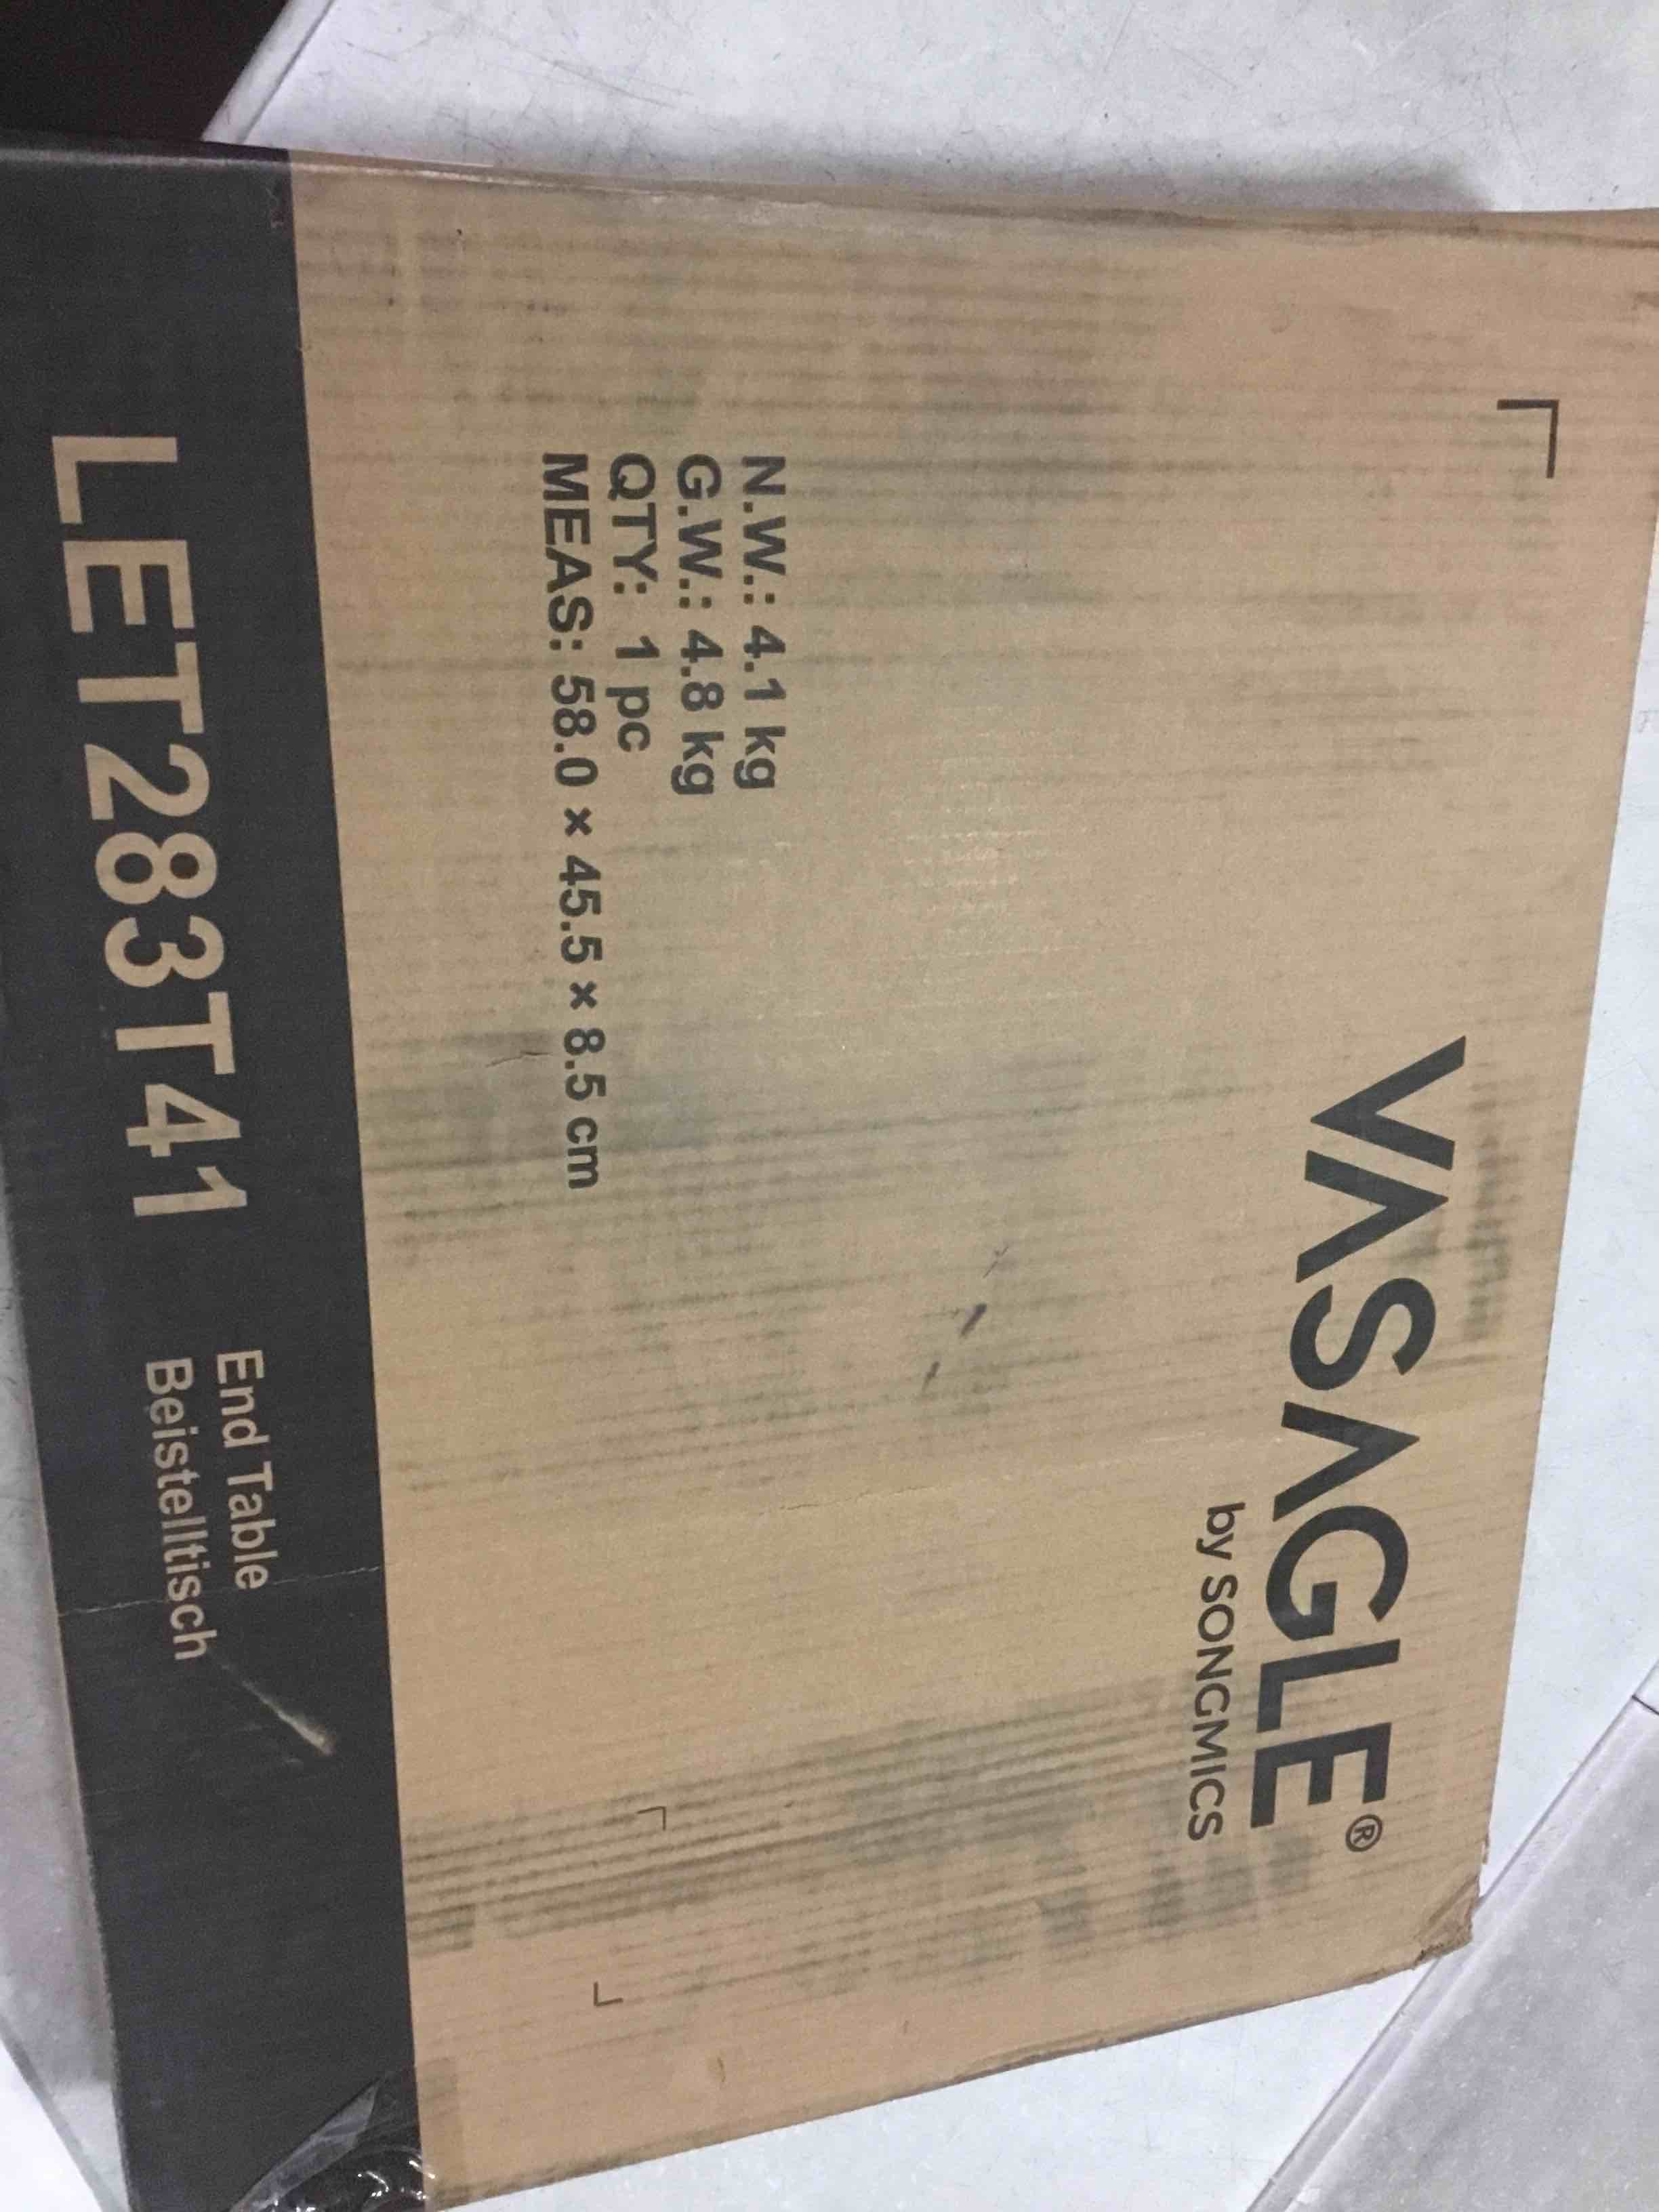 VASAGLE®
by SONGMICS
N.W.: 4.1 kg
G.W.: 4.8 kg
QTY: 1 pc
MEAS: 58.0 × 45.5 × 8.5 cm
LET283T41
End Table
Beistelltisch